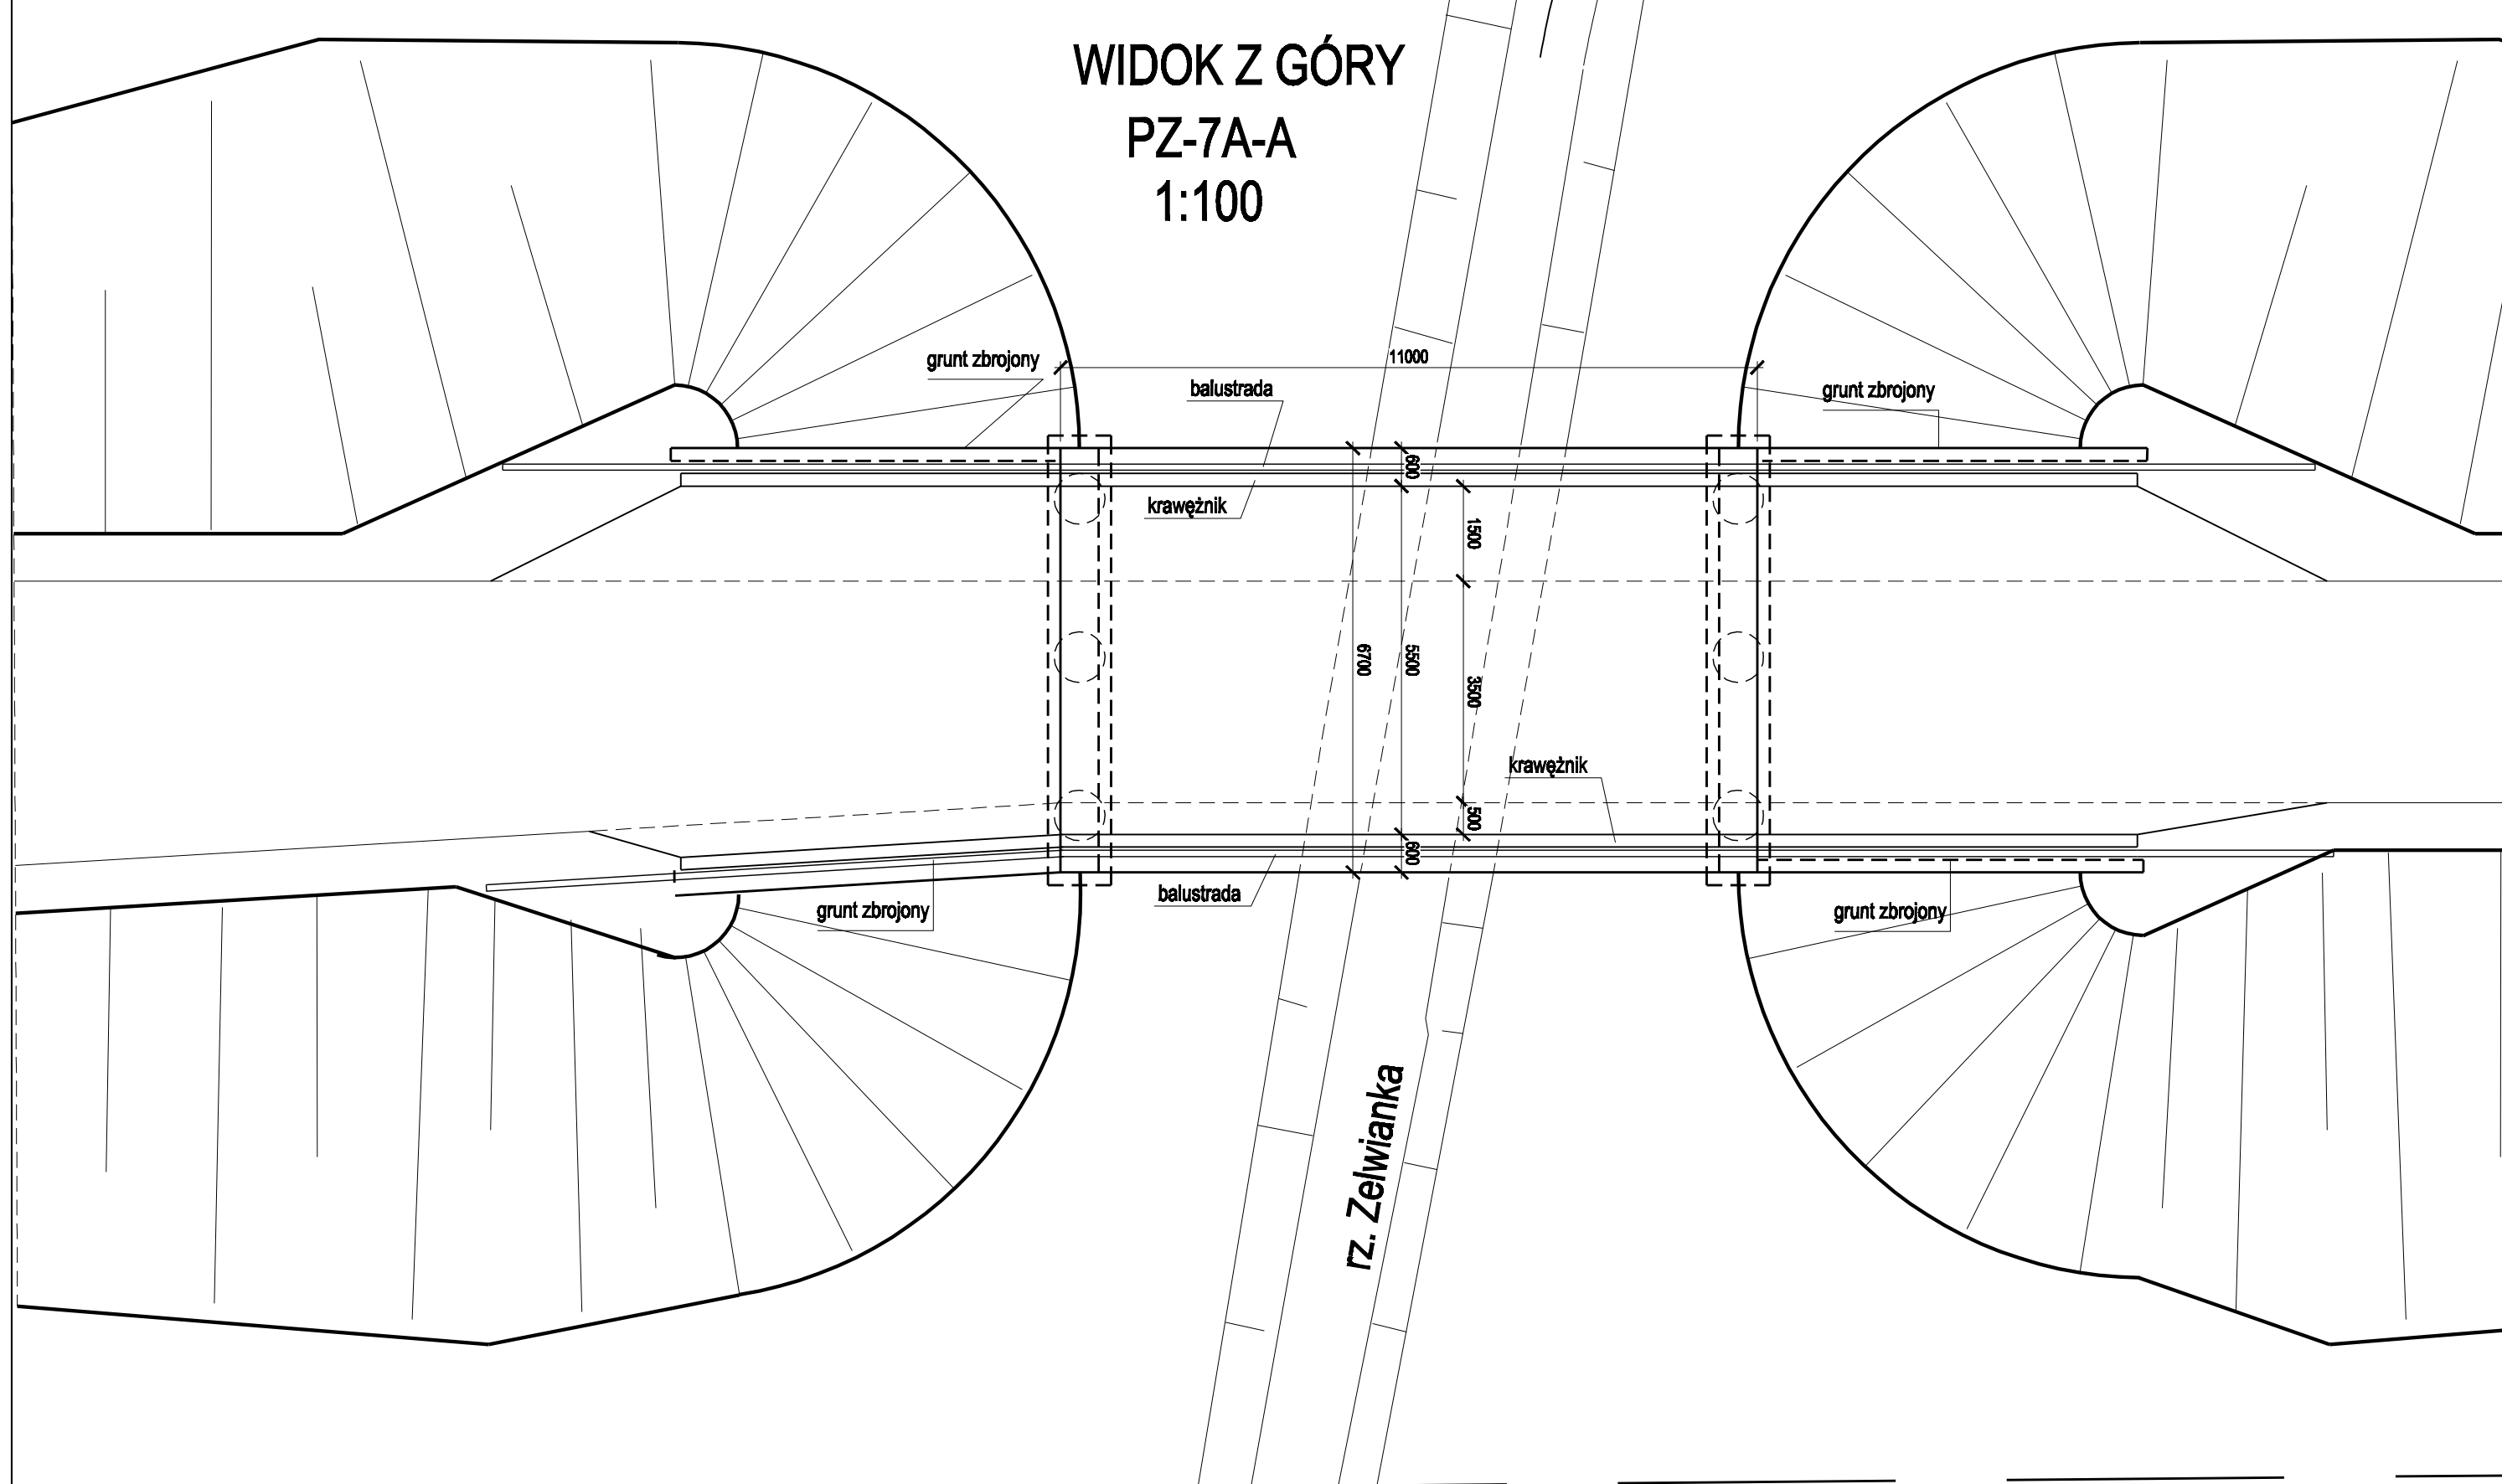 WIDOK Z GÓRY
PZ-7A-A
1:100
11000
grunt zbrojony
balustrada
grunt zbrojony
600
krawężnik
1500
6700
5500
3500
krawężnik
500
600
balustrada
grunt zbrojony
grunt zbrojony
rz. Zelwianka